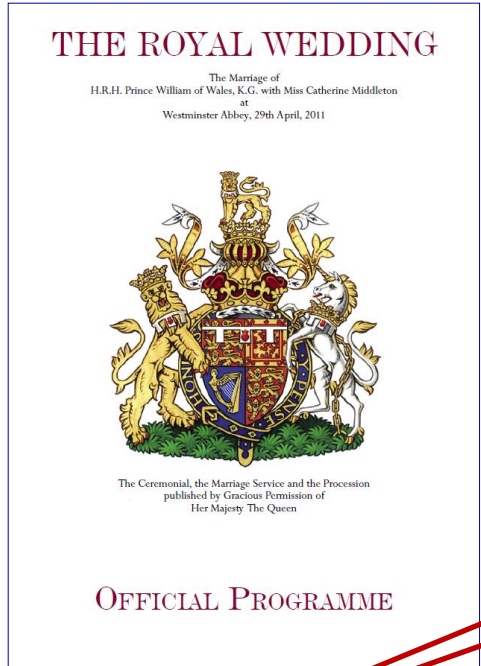 THE ROYAL WEDDING
The Marriage of
H.R.H. Prince William of Wales, K.G. with Miss Catherine Middleton
at
Westminster Abbey, 29th April, 2011
HONI
Y·PENSE
The Ceremonial, the Marriage Service and the Procession
published by Gracious Permission of
Her Majesty The Queen
OFFICIAL PROGRAMME